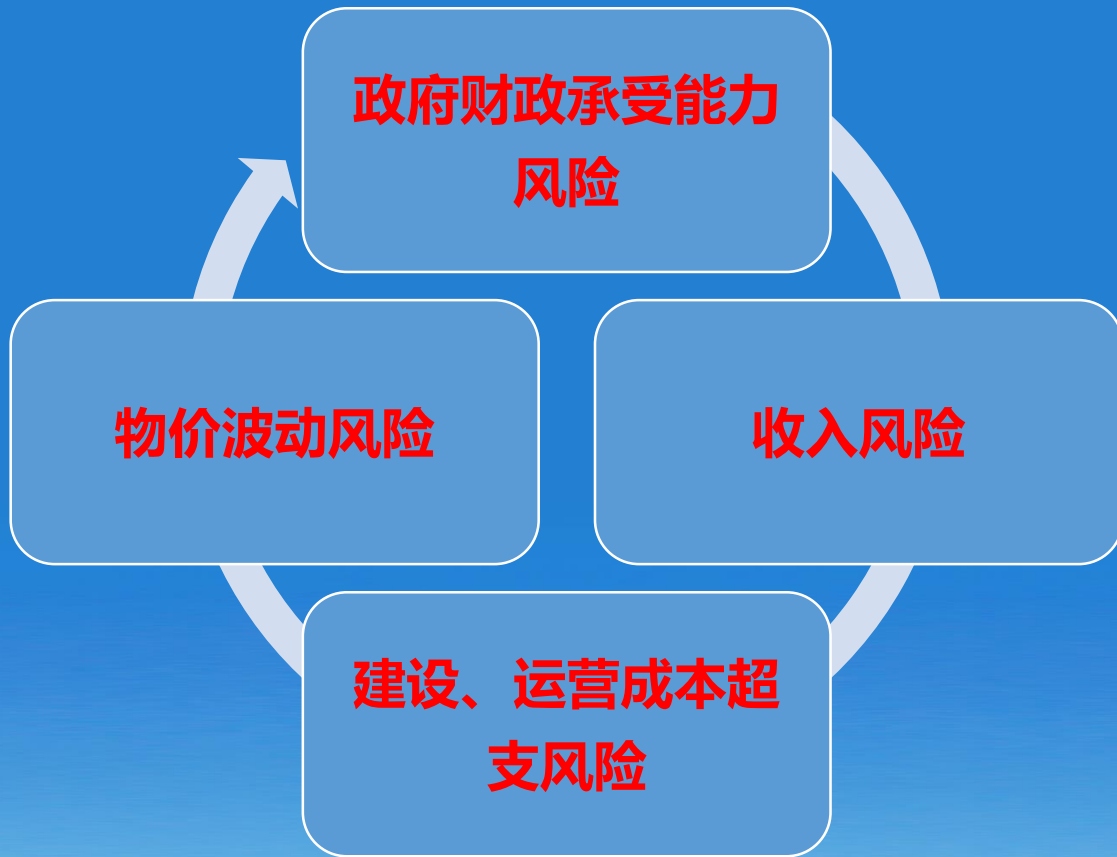 政府财政承受能力
风险
物价波动风险
收入风险
建设、运营成本超
支风险